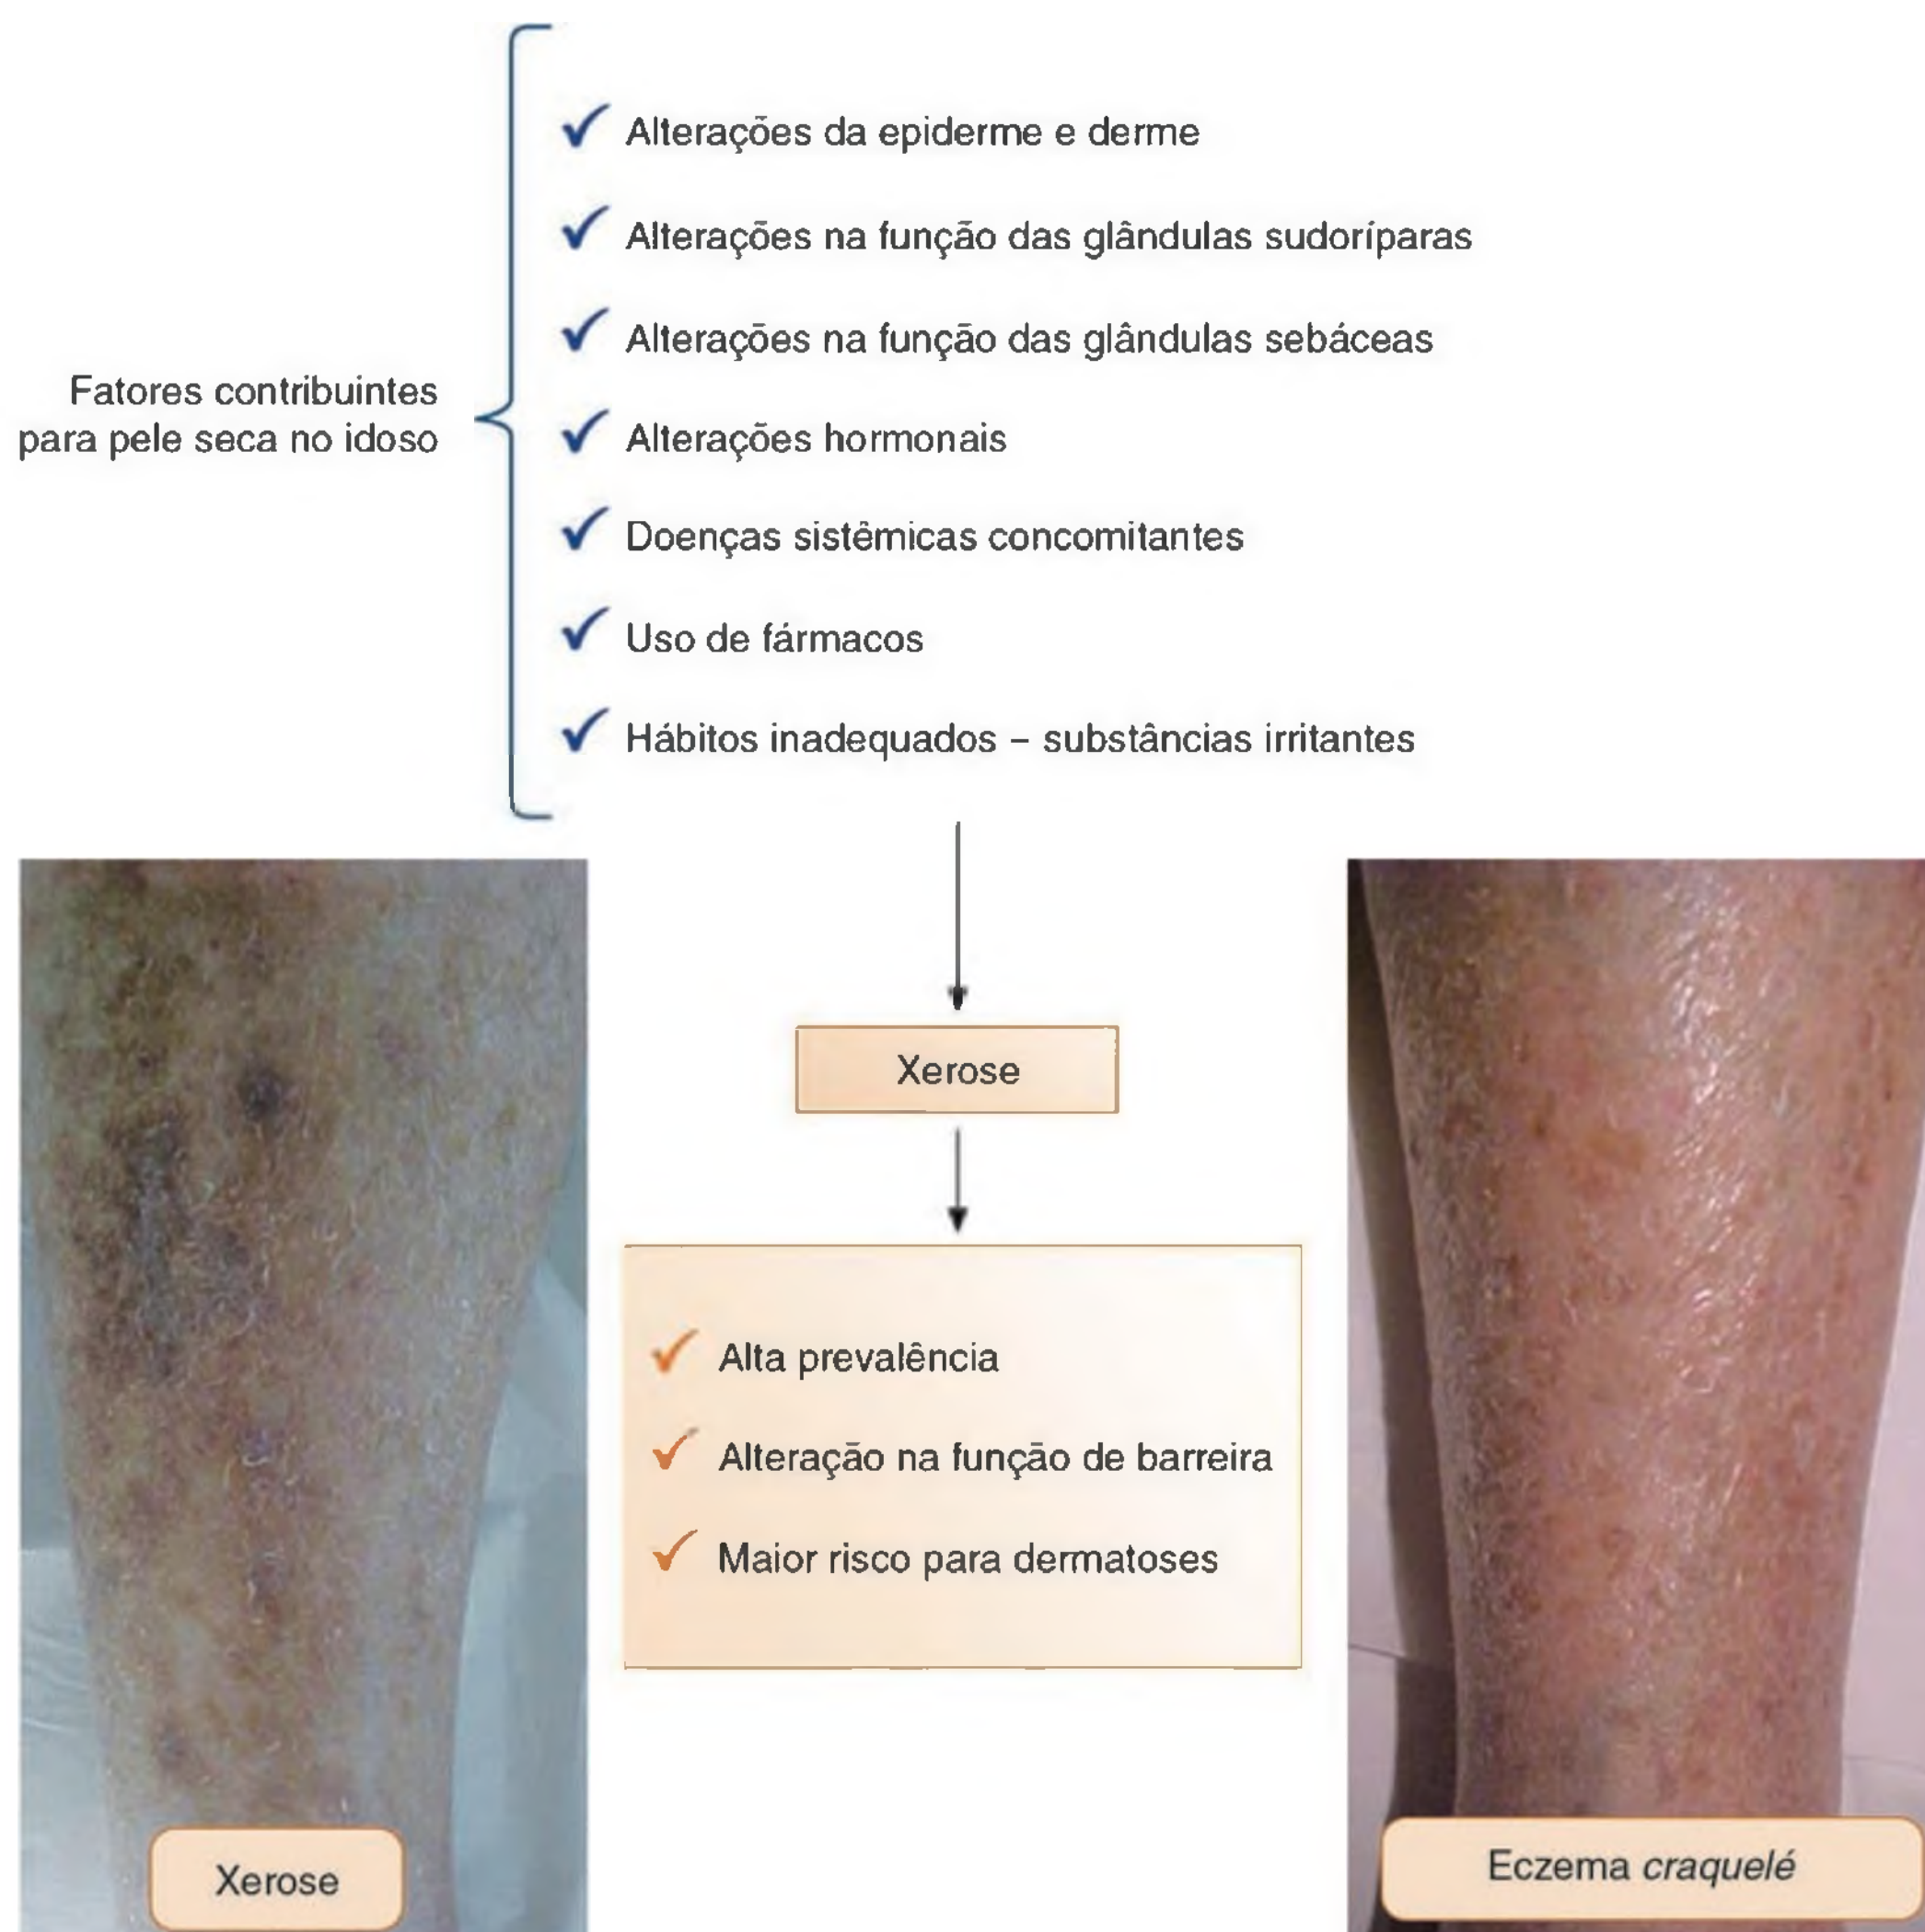 Fatores contribuintes
para pele seca no idoso
Alterações da epiderme e derme
Alterações na função das glândulas sudoríparas
Alterações na função das glândulas sebáceas
Alterações hormonais
Doenças sistêmicas concomitantes
Uso de fármacos
Hábitos inadequados – substâncias irritantes
Xerose
Alta prevalência
Alteração na função de barreira
Maior risco para dermatoses
Xerose
Eczema craquelé